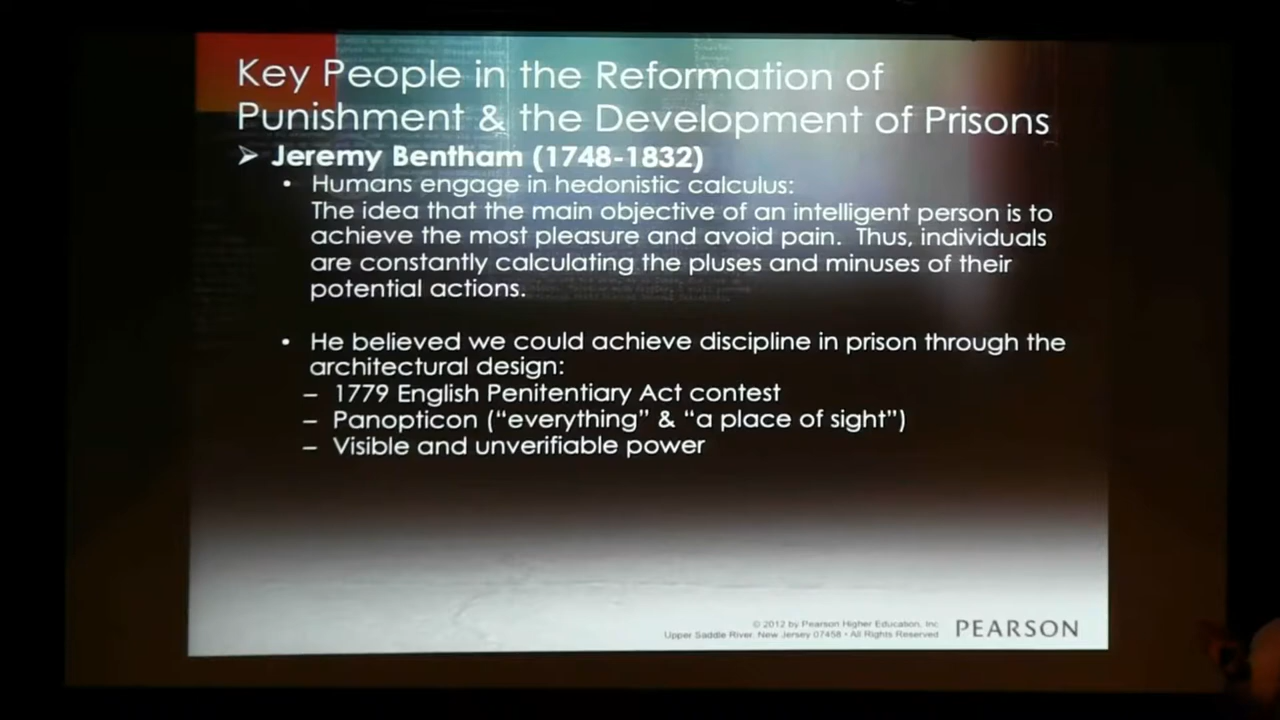 Key People in the Reformation of
Punishment & the Development of Prisons
➢ Jeremy Bentham (1748-1832)
• Humans engage in hedonistic calculus:
The idea that the main objective of an intelligent person is to
achieve the most pleasure and avoid pain. Thus, individuals
are constantly calculating the pluses and minuses of their
potential actions.
• He believed we could achieve discipline in prison through the
architectural design:
– 1779 English Penitentiary Act contest
– Panopticon (“everything” & “a place of sight”)
– Visible and unverifiable power
© 2012 by Pearson Higher Education, Inc
Upper Saddle River, New Jersey 07458 • All Rights Reserved
PEARSON